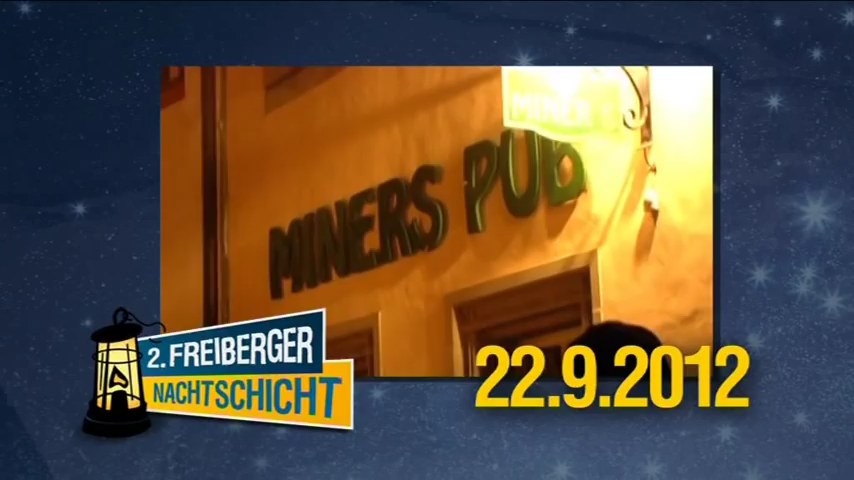 MINERS PUB
2. FREIBERGER
NACHTSCHICHT
22.9.2012